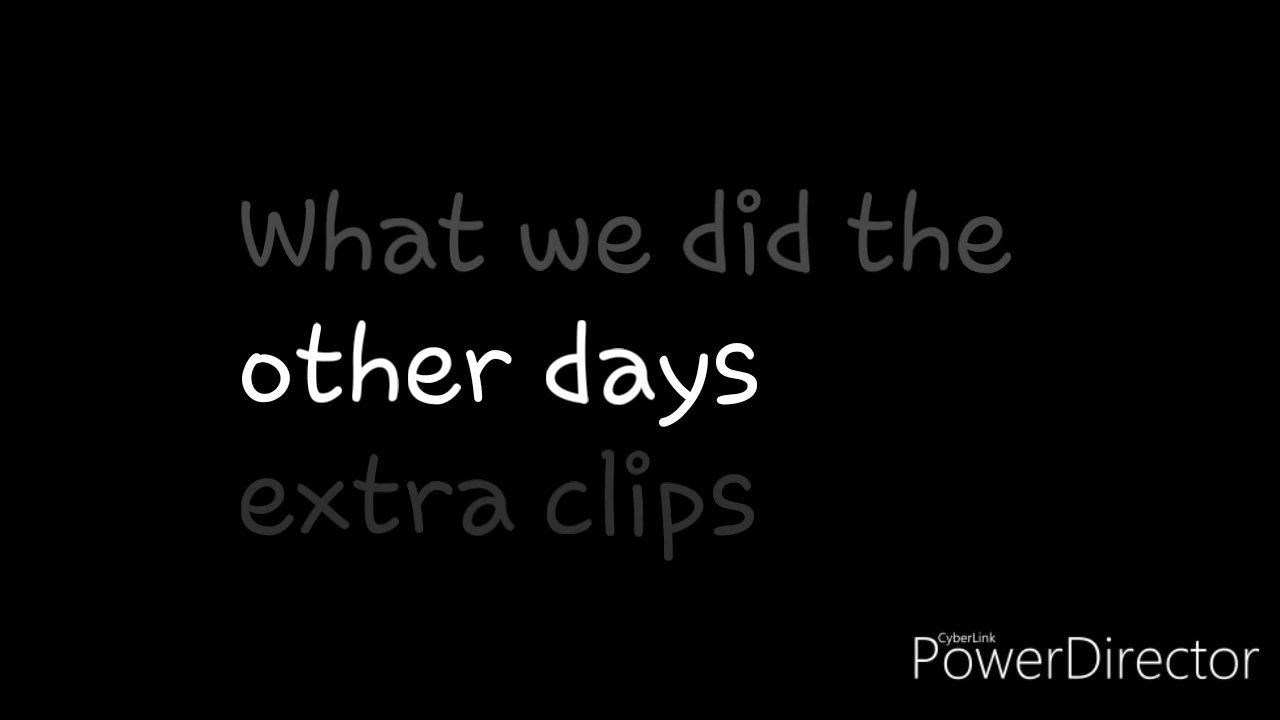 What we did the
other days
extra clips
CyberLink
PowerDirector